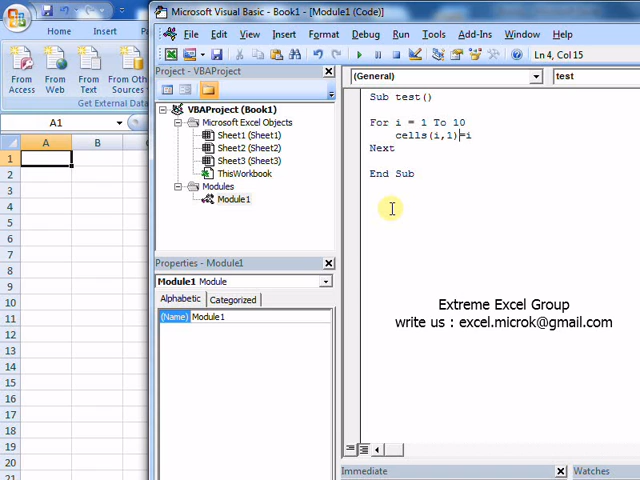 Microsoft Visual Basic - Book1 - [Module1 (Code)]
File Edit View Insert Format Debug Run Tools Add-Ins Window Help
Ln 4, Col 15
Home Insert
From Access
From Web
From Other Sources
Get External Data
A1
A B C
1
2
3
4
5
6
7
8
9
10
11
12
13
14
15
16
17
18
19
20
21
Project - VBAProject
VBAProject (Book1)
Microsoft Excel Objects
Sheet1 (Sheet1)
Sheet2 (Sheet2)
Sheet3 (Sheet3)
ThisWorkbook
Modules
Module1
Properties - Module1
Module1 Module
Alphabetic Categorized
(Name) Module1
(General) test
Sub test()
For i = 1 To 10
cells(i,1)=i
Next
End Sub
Extreme Excel Group
write us : excel.microk@gmail.com
Immediate
Watches